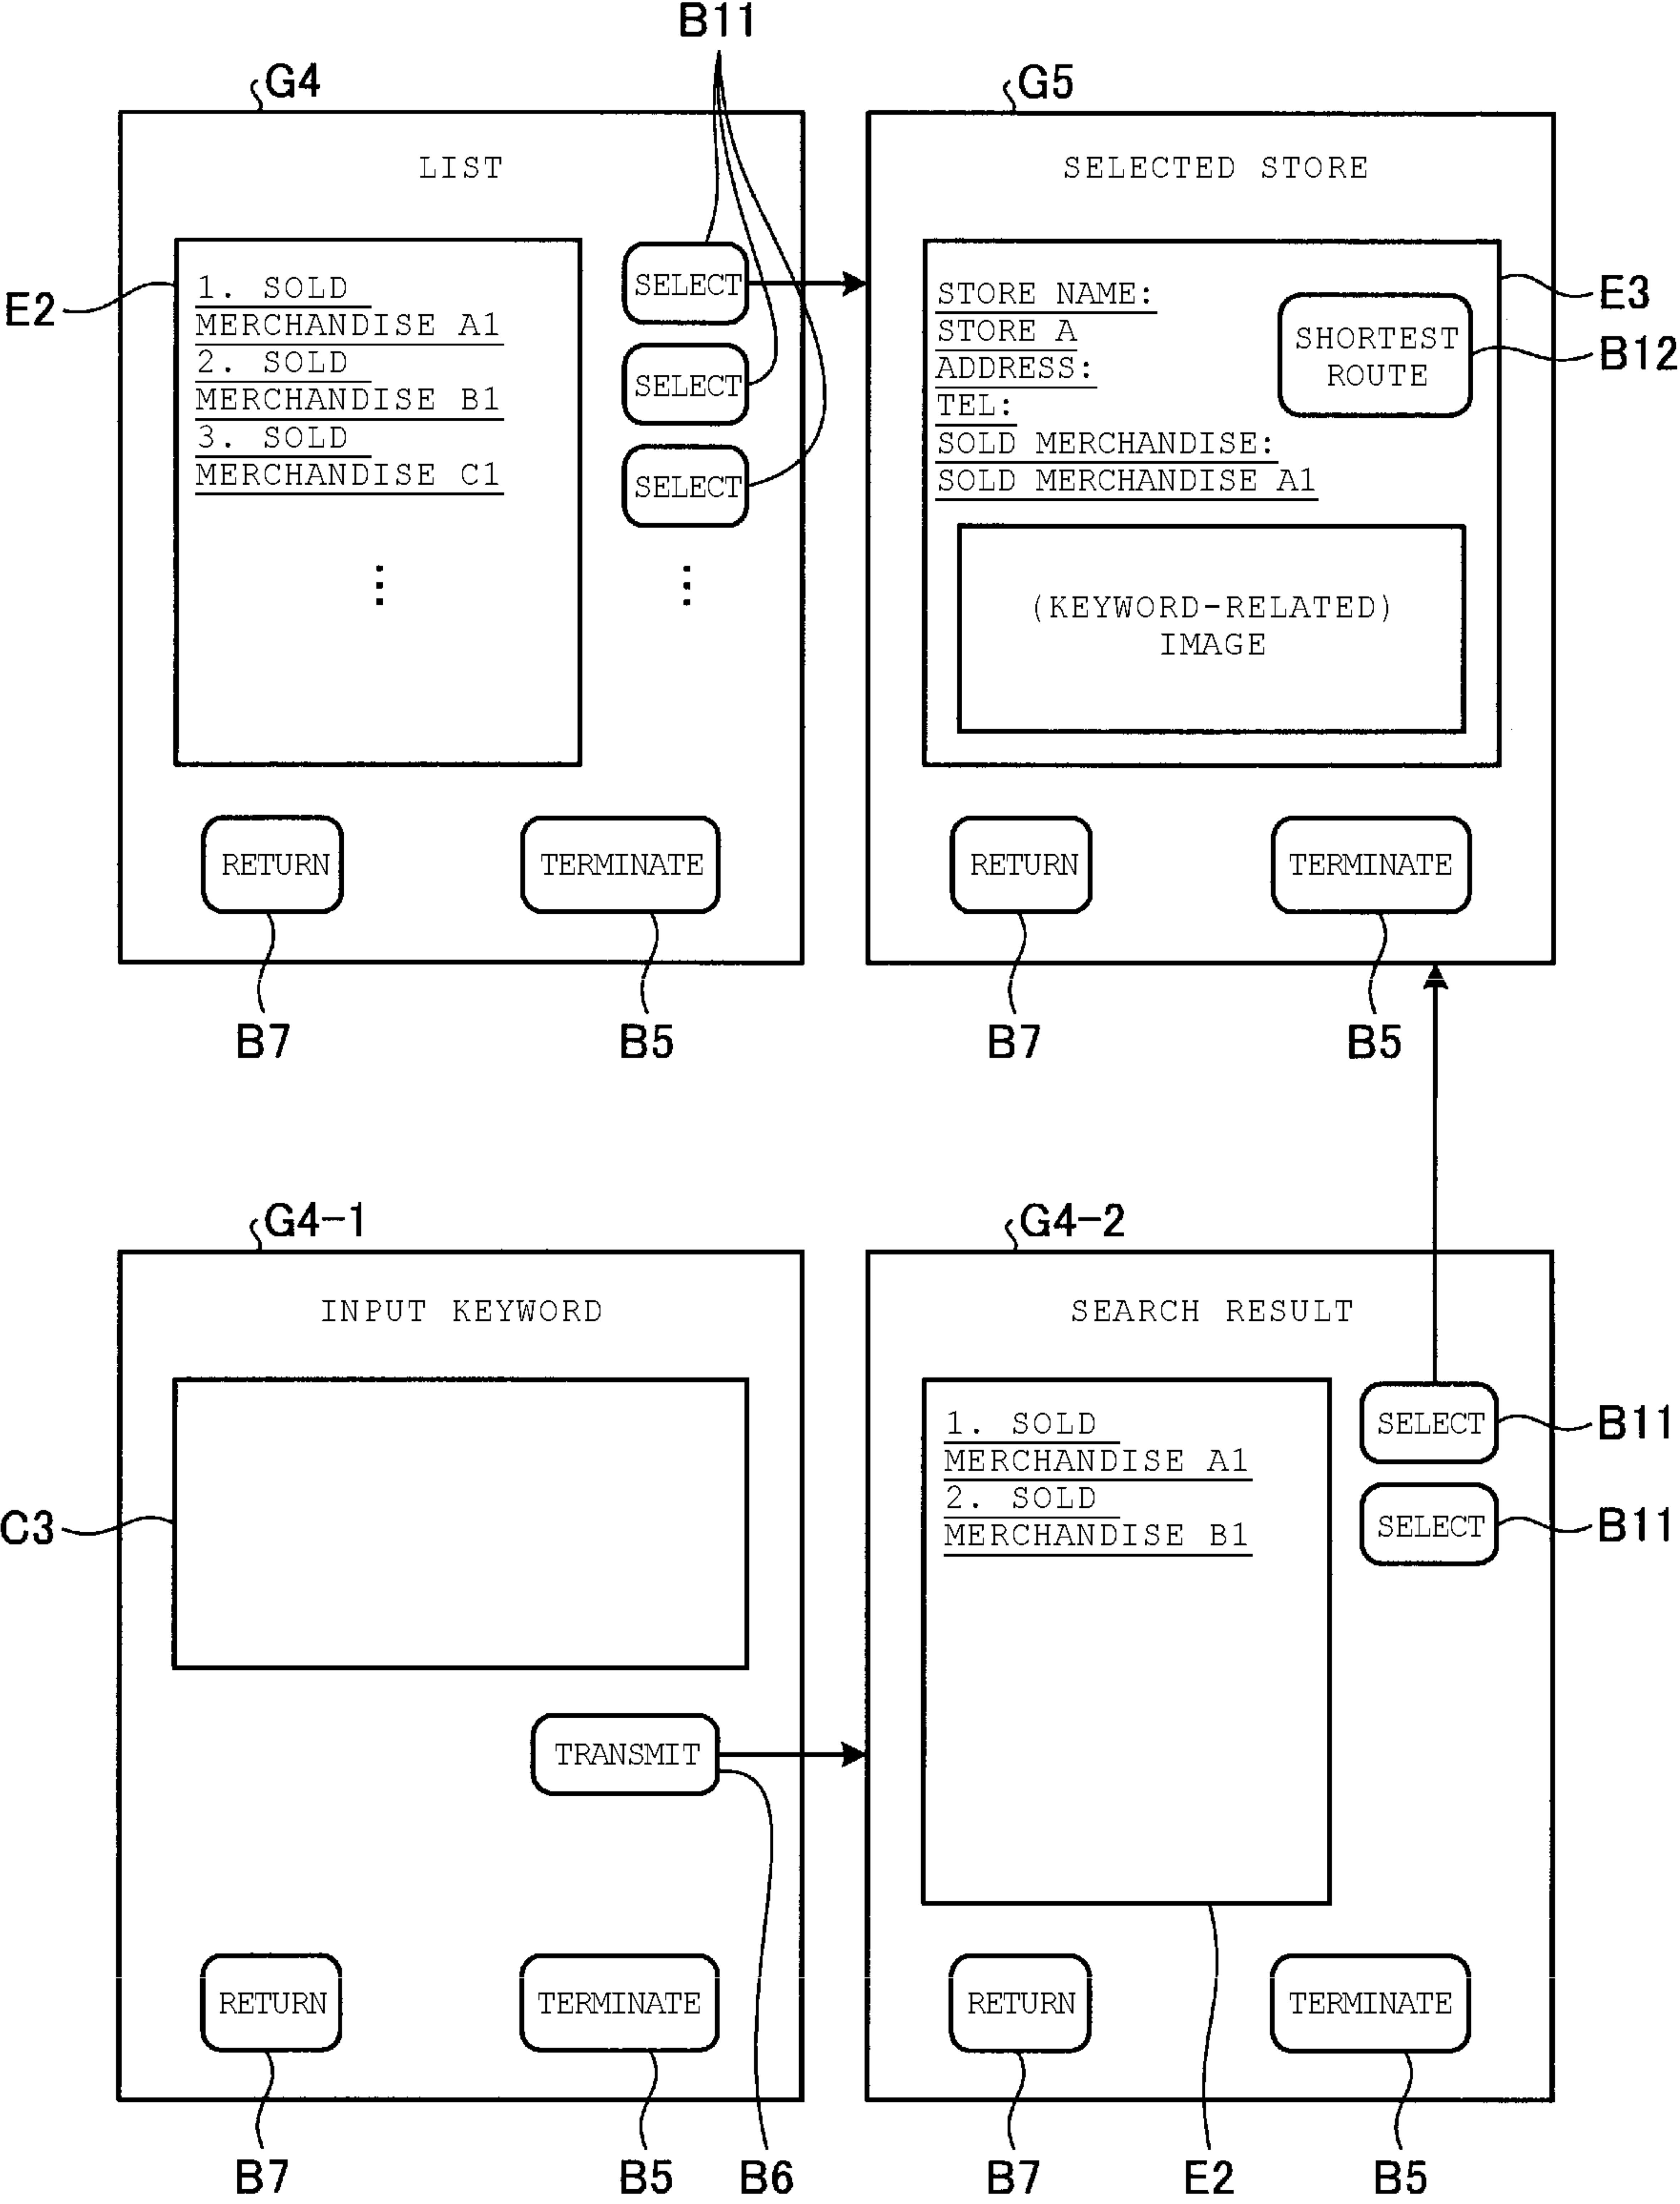 B11
G4
LIST
E2
1. SOLD
MERCHANDISE A1
2. SOLD
MERCHANDISE B1
3. SOLD
MERCHANDISE C1
SELECT
SELECT
SELECT
RETURN
TERMINATE
B7
B5
G5
SELECTED STORE
STORE NAME:
STORE A
ADDRESS:
TEL:
SOLD MERCHANDISE:
SOLD MERCHANDISE A1
SHORTEST
ROUTE
E3
B12
(KEYWORD-RELATED)
IMAGE
RETURN
TERMINATE
B7
B5
G4-1
INPUT KEYWORD
C3
TRANSMIT
RETURN
TERMINATE
B7
B5
B6
G4-2
SEARCH RESULT
1. SOLD
MERCHANDISE A1
2. SOLD
MERCHANDISE B1
SELECT
B11
SELECT
B11
RETURN
TERMINATE
B7
E2
B5